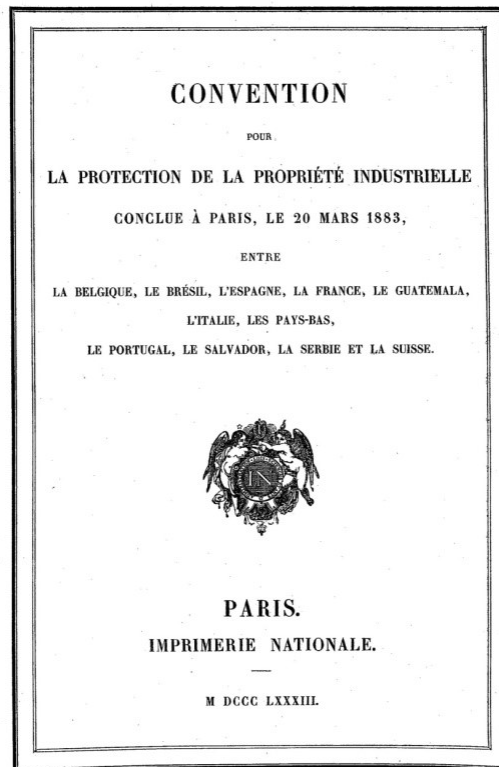 CONVENTION
POUR
LA PROTECTION DE LA PROPRIÉTÉ INDUSTRIELLE
CONCLUE À PARIS, LE 20 MARS 1883,
ENTRE
LA BELGIQUE, LE BRÉSIL, L'ESPAGNE, LA FRANCE, LE GUATEMALA,
L'ITALIE, LES PAYS-BAS,
LE PORTUGAL, LE SALVADOR, LA SERBIE ET LA SUISSE.
IN
PARIS.
IMPRIMERIE NATIONALE.
M DCCC LXXXIII.